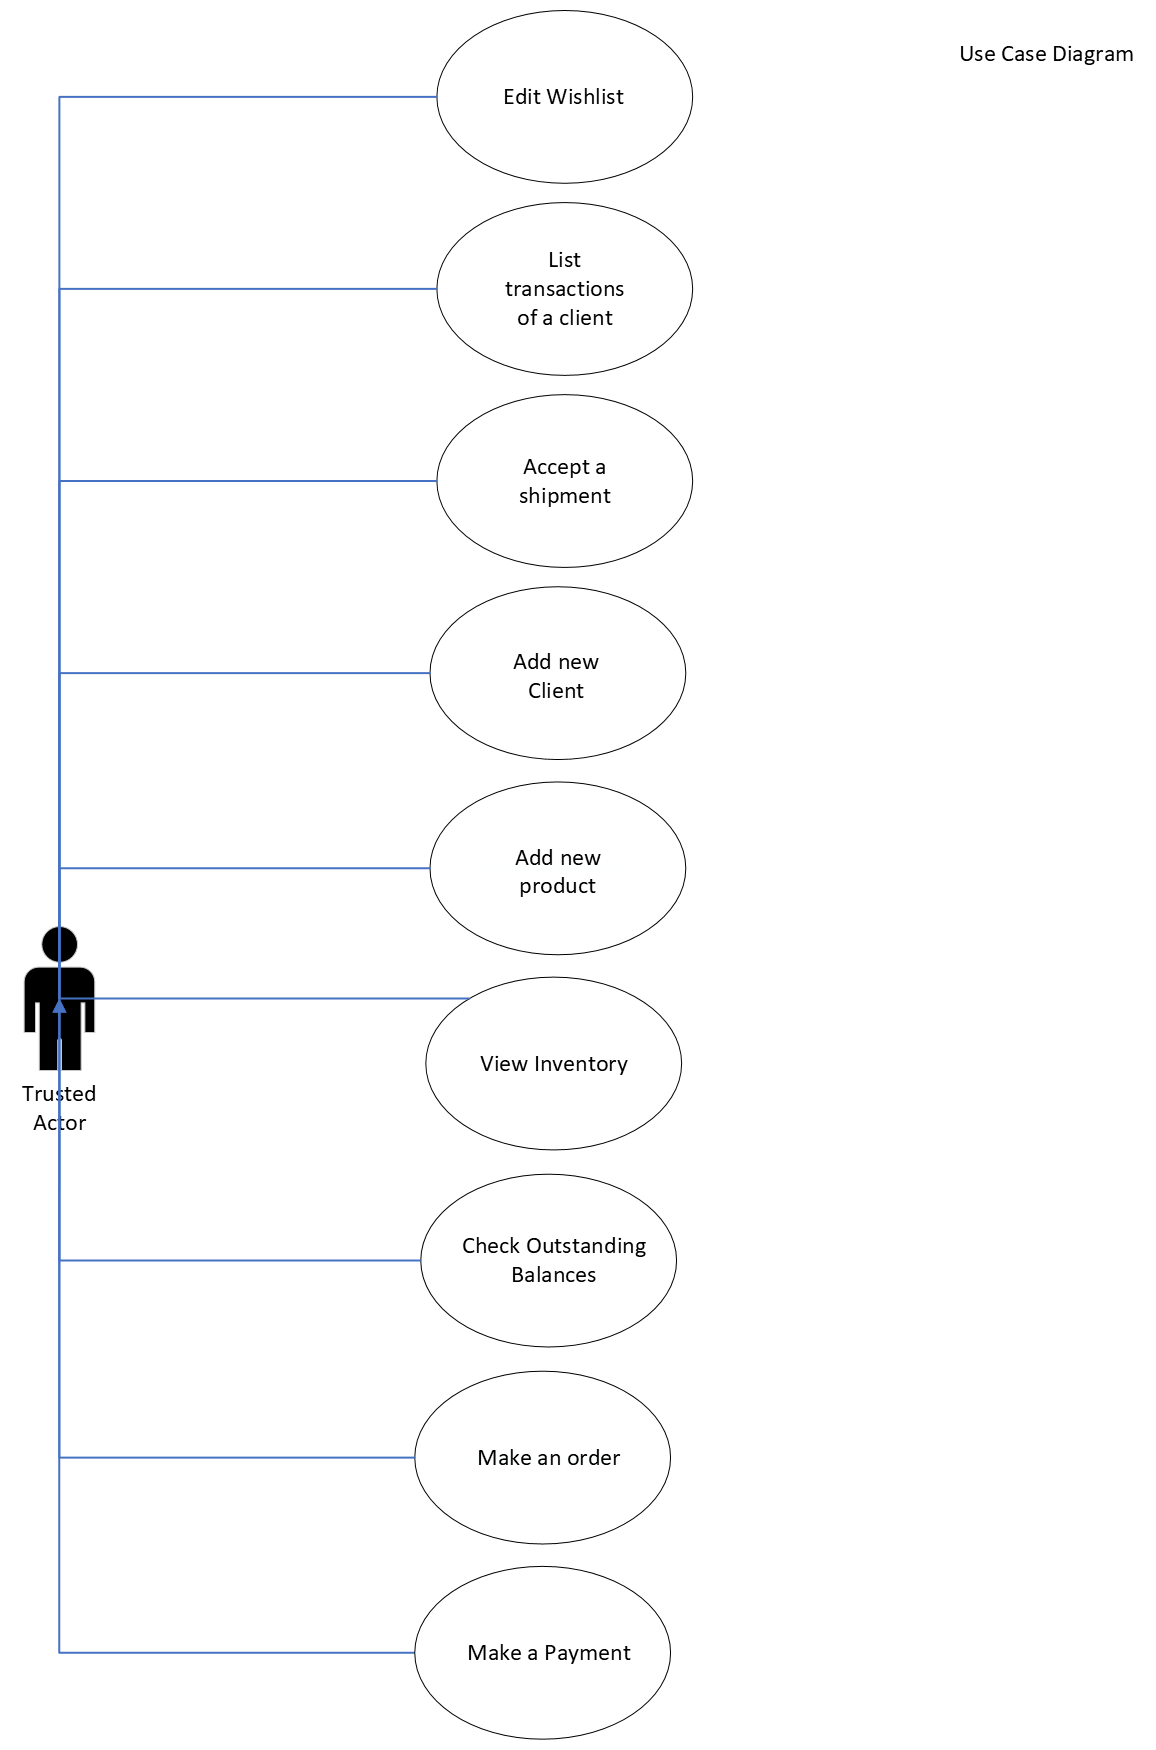 Use Case Diagram
Edit Wishlist
List
transactions
of a client
Accept a
shipment
Add new
Client
Add new
product
Trusted
Actor
View Inventory
Check Outstanding
Balances
Make an order
Make a Payment